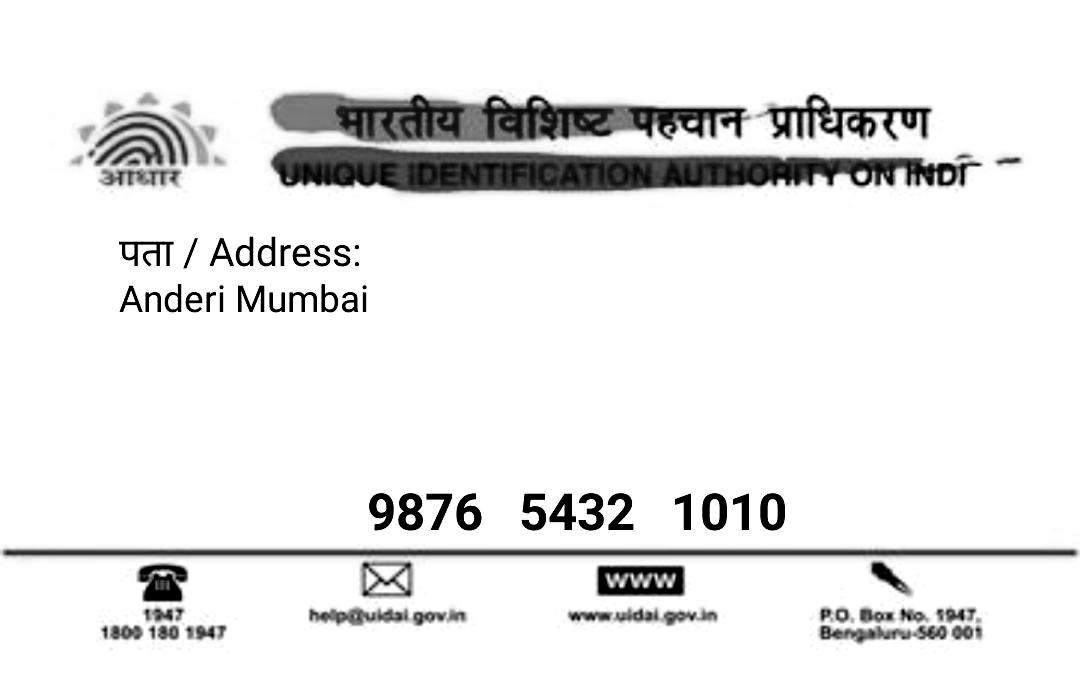 भारतीय विशिष्ट पहचान प्राधिकरण
आधार
UNIQUE IDENTIFICATION AUTHORITY ON INDI
पता / Address:
Anderi Mumbai
9876 5432 1010
1947
1800 180 1947
help@uidai.gov.in
www
www.uidai.gov.in
P.O. Box No. 1947,
Bengaluru-560 001